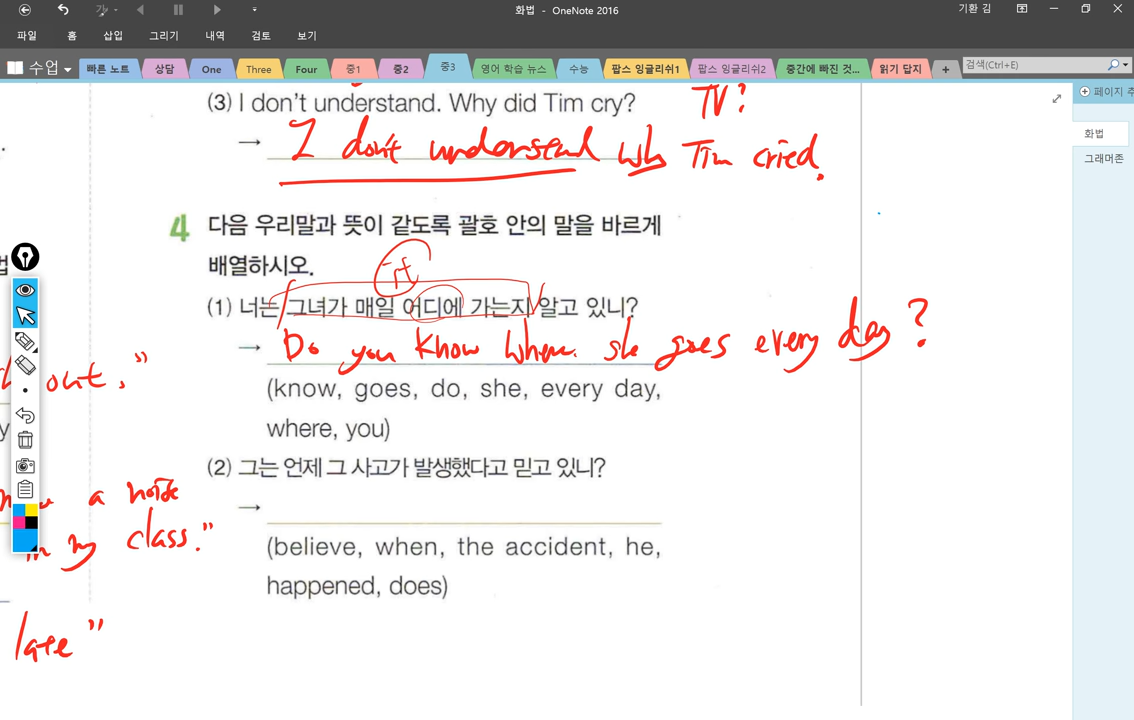 화법 - OneNote 2016
기환 김
파일 홈 삽입 그리기 내역 검토 보기
수업 빠른 노트 상담 One Three Four 중1 중2 중3 영어 학습 뉴스 수능 팝스 잉글리쉬1 팝스 잉글리쉬2 중간에 빠진 것... 읽기 답지 + 검색(Ctrl+E)
페이지 추
화법
그래머존
TV?
(3) I don't understand. Why did Tim cry?
→ I don't understand why Tim cried.
4 다음 우리말과 뜻이 같도록 괄호 안의 말을 바르게
배열하시오.
(1) 너는 그녀가 매일 어디에 가는지 알고 있니?
→ Do you know where she goes every day?
(know, goes, do, she, every day,
where, you)
(2) 그는 언제 그 사고가 발생했다고 믿고 있니?
→
(believe, when, the accident, he,
happened, does)
out."
a noise
in my class."
late"